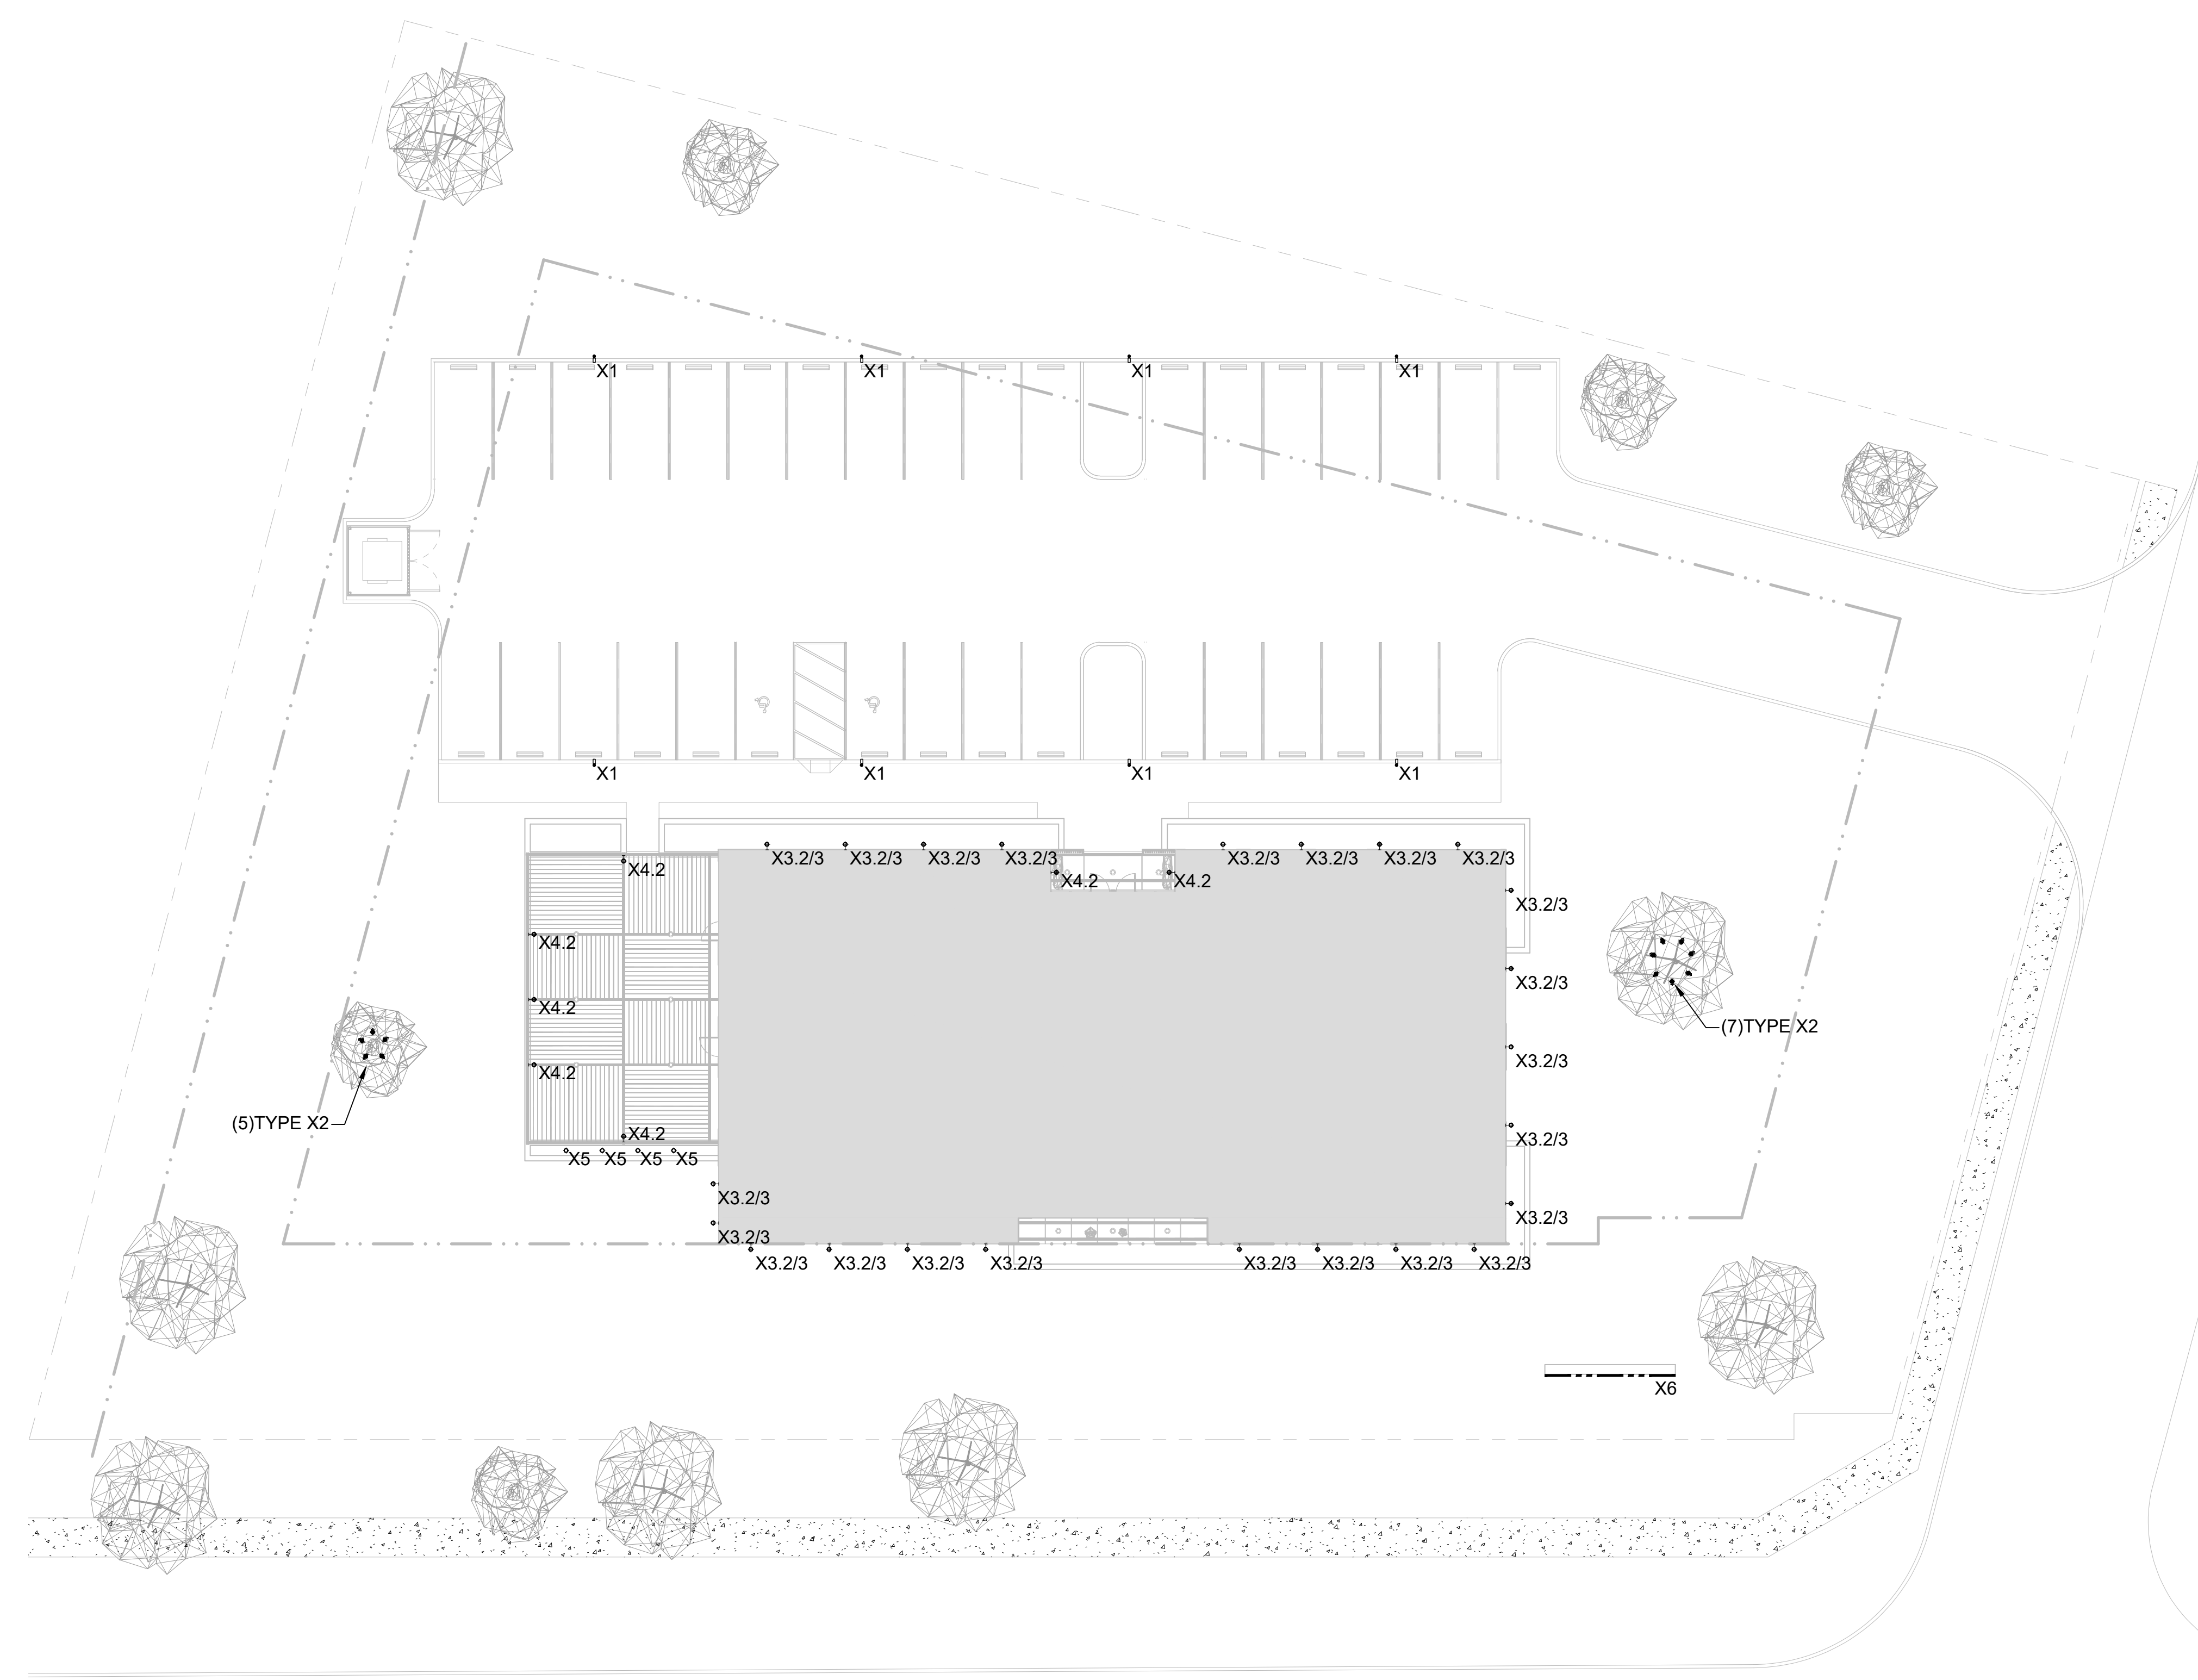 X1 X1 X1 X1
X1 X1 X1 X1
X3.2/3 X3.2/3 X3.2/3 X3.2/3 X3.2/3 X3.2/3 X3.2/3 X3.2/3
X4.2 X4.2 X4.2
X3.2/3
X4.2
X3.2/3
X4.2
(7)TYPE X2
X3.2/3
X4.2
(5)TYPE X2
X4.2
X3.2/3
X5 X5 X5 X5
X3.2/3
X3.2/3
X3.2/3
X3.2/3 X3.2/3 X3.2/3 X3.2/3 X3.2/3 X3.2/3 X3.2/3 X3.2/3
X6